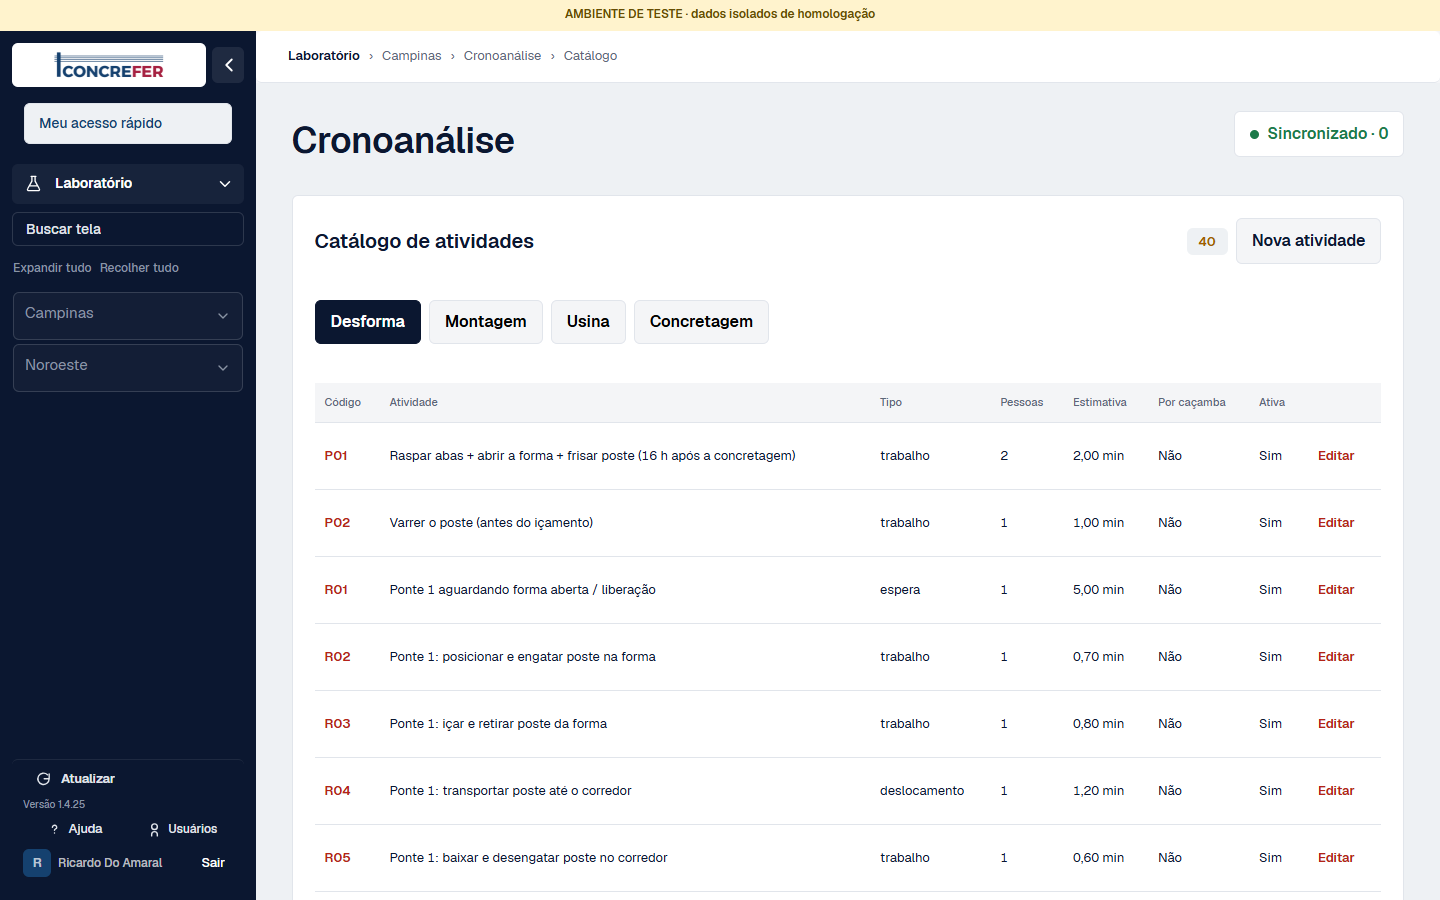 AMBIENTE DE TESTE · dados isolados de homologação
CONCREFER
Laboratório › Campinas › Cronoanálise › Catálogo
Meu acesso rápido
Laboratório
Buscar tela
Expandir tudo Recolher tudo
Campinas
Noroeste
Atualizar
Versão 1.4.25
? Ajuda Usuários
R Ricardo Do Amaral Sair
Cronoanálise
Sincronizado · 0
Catálogo de atividades
40 Nova atividade
Desforma Montagem Usina Concretagem
Código Atividade Tipo Pessoas Estimativa Por caçamba Ativa
P01 Raspar abas + abrir a forma + frisar poste (16 h após a concretagem) trabalho 2 2,00 min Não Sim Editar
P02 Varrer o poste (antes do içamento) trabalho 1 1,00 min Não Sim Editar
R01 Ponte 1 aguardando forma aberta / liberação espera 1 5,00 min Não Sim Editar
R02 Ponte 1: posicionar e engatar poste na forma trabalho 1 0,70 min Não Sim Editar
R03 Ponte 1: içar e retirar poste da forma trabalho 1 0,80 min Não Sim Editar
R04 Ponte 1: transportar poste até o corredor deslocamento 1 1,20 min Não Sim Editar
R05 Ponte 1: baixar e desengatar poste no corredor trabalho 1 0,60 min Não Sim Editar